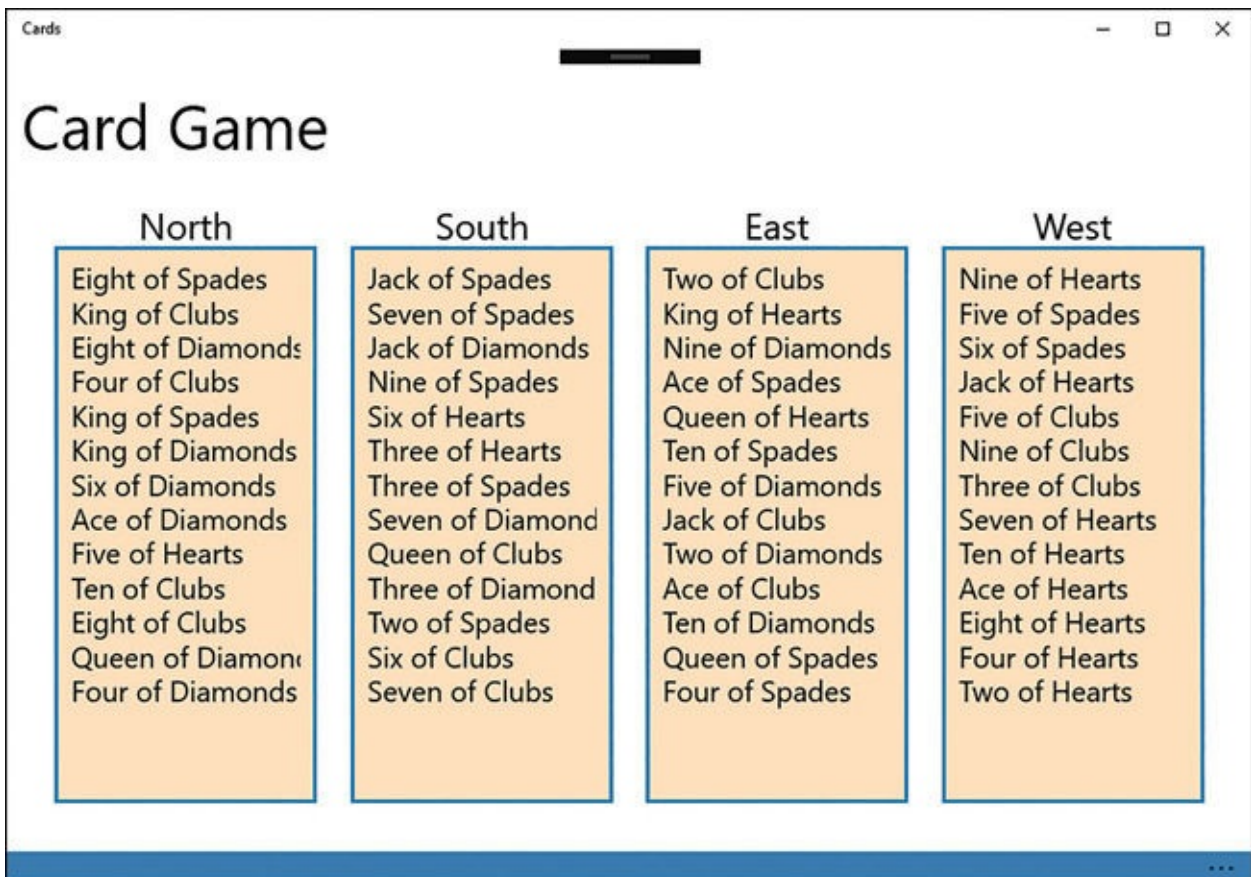 Cards
Card Game
North
Eight of Spades
King of Clubs
Eight of Diamonds
Four of Clubs
King of Spades
King of Diamonds
Six of Diamonds
Ace of Diamonds
Five of Hearts
Ten of Clubs
Eight of Clubs
Queen of Diamon
Four of Diamonds
South
Jack of Spades
Seven of Spades
Jack of Diamonds
Nine of Spades
Six of Hearts
Three of Hearts
Three of Spades
Seven of Diamond
Queen of Clubs
Three of Diamond
Two of Spades
Six of Clubs
Seven of Clubs
East
Two of Clubs
King of Hearts
Nine of Diamonds
Ace of Spades
Queen of Hearts
Ten of Spades
Five of Diamonds
Jack of Clubs
Two of Diamonds
Ace of Clubs
Ten of Diamonds
Queen of Spades
Four of Spades
West
Nine of Hearts
Five of Spades
Six of Spades
Jack of Hearts
Five of Clubs
Nine of Clubs
Three of Clubs
Seven of Hearts
Ten of Hearts
Ace of Hearts
Eight of Hearts
Four of Hearts
Two of Hearts